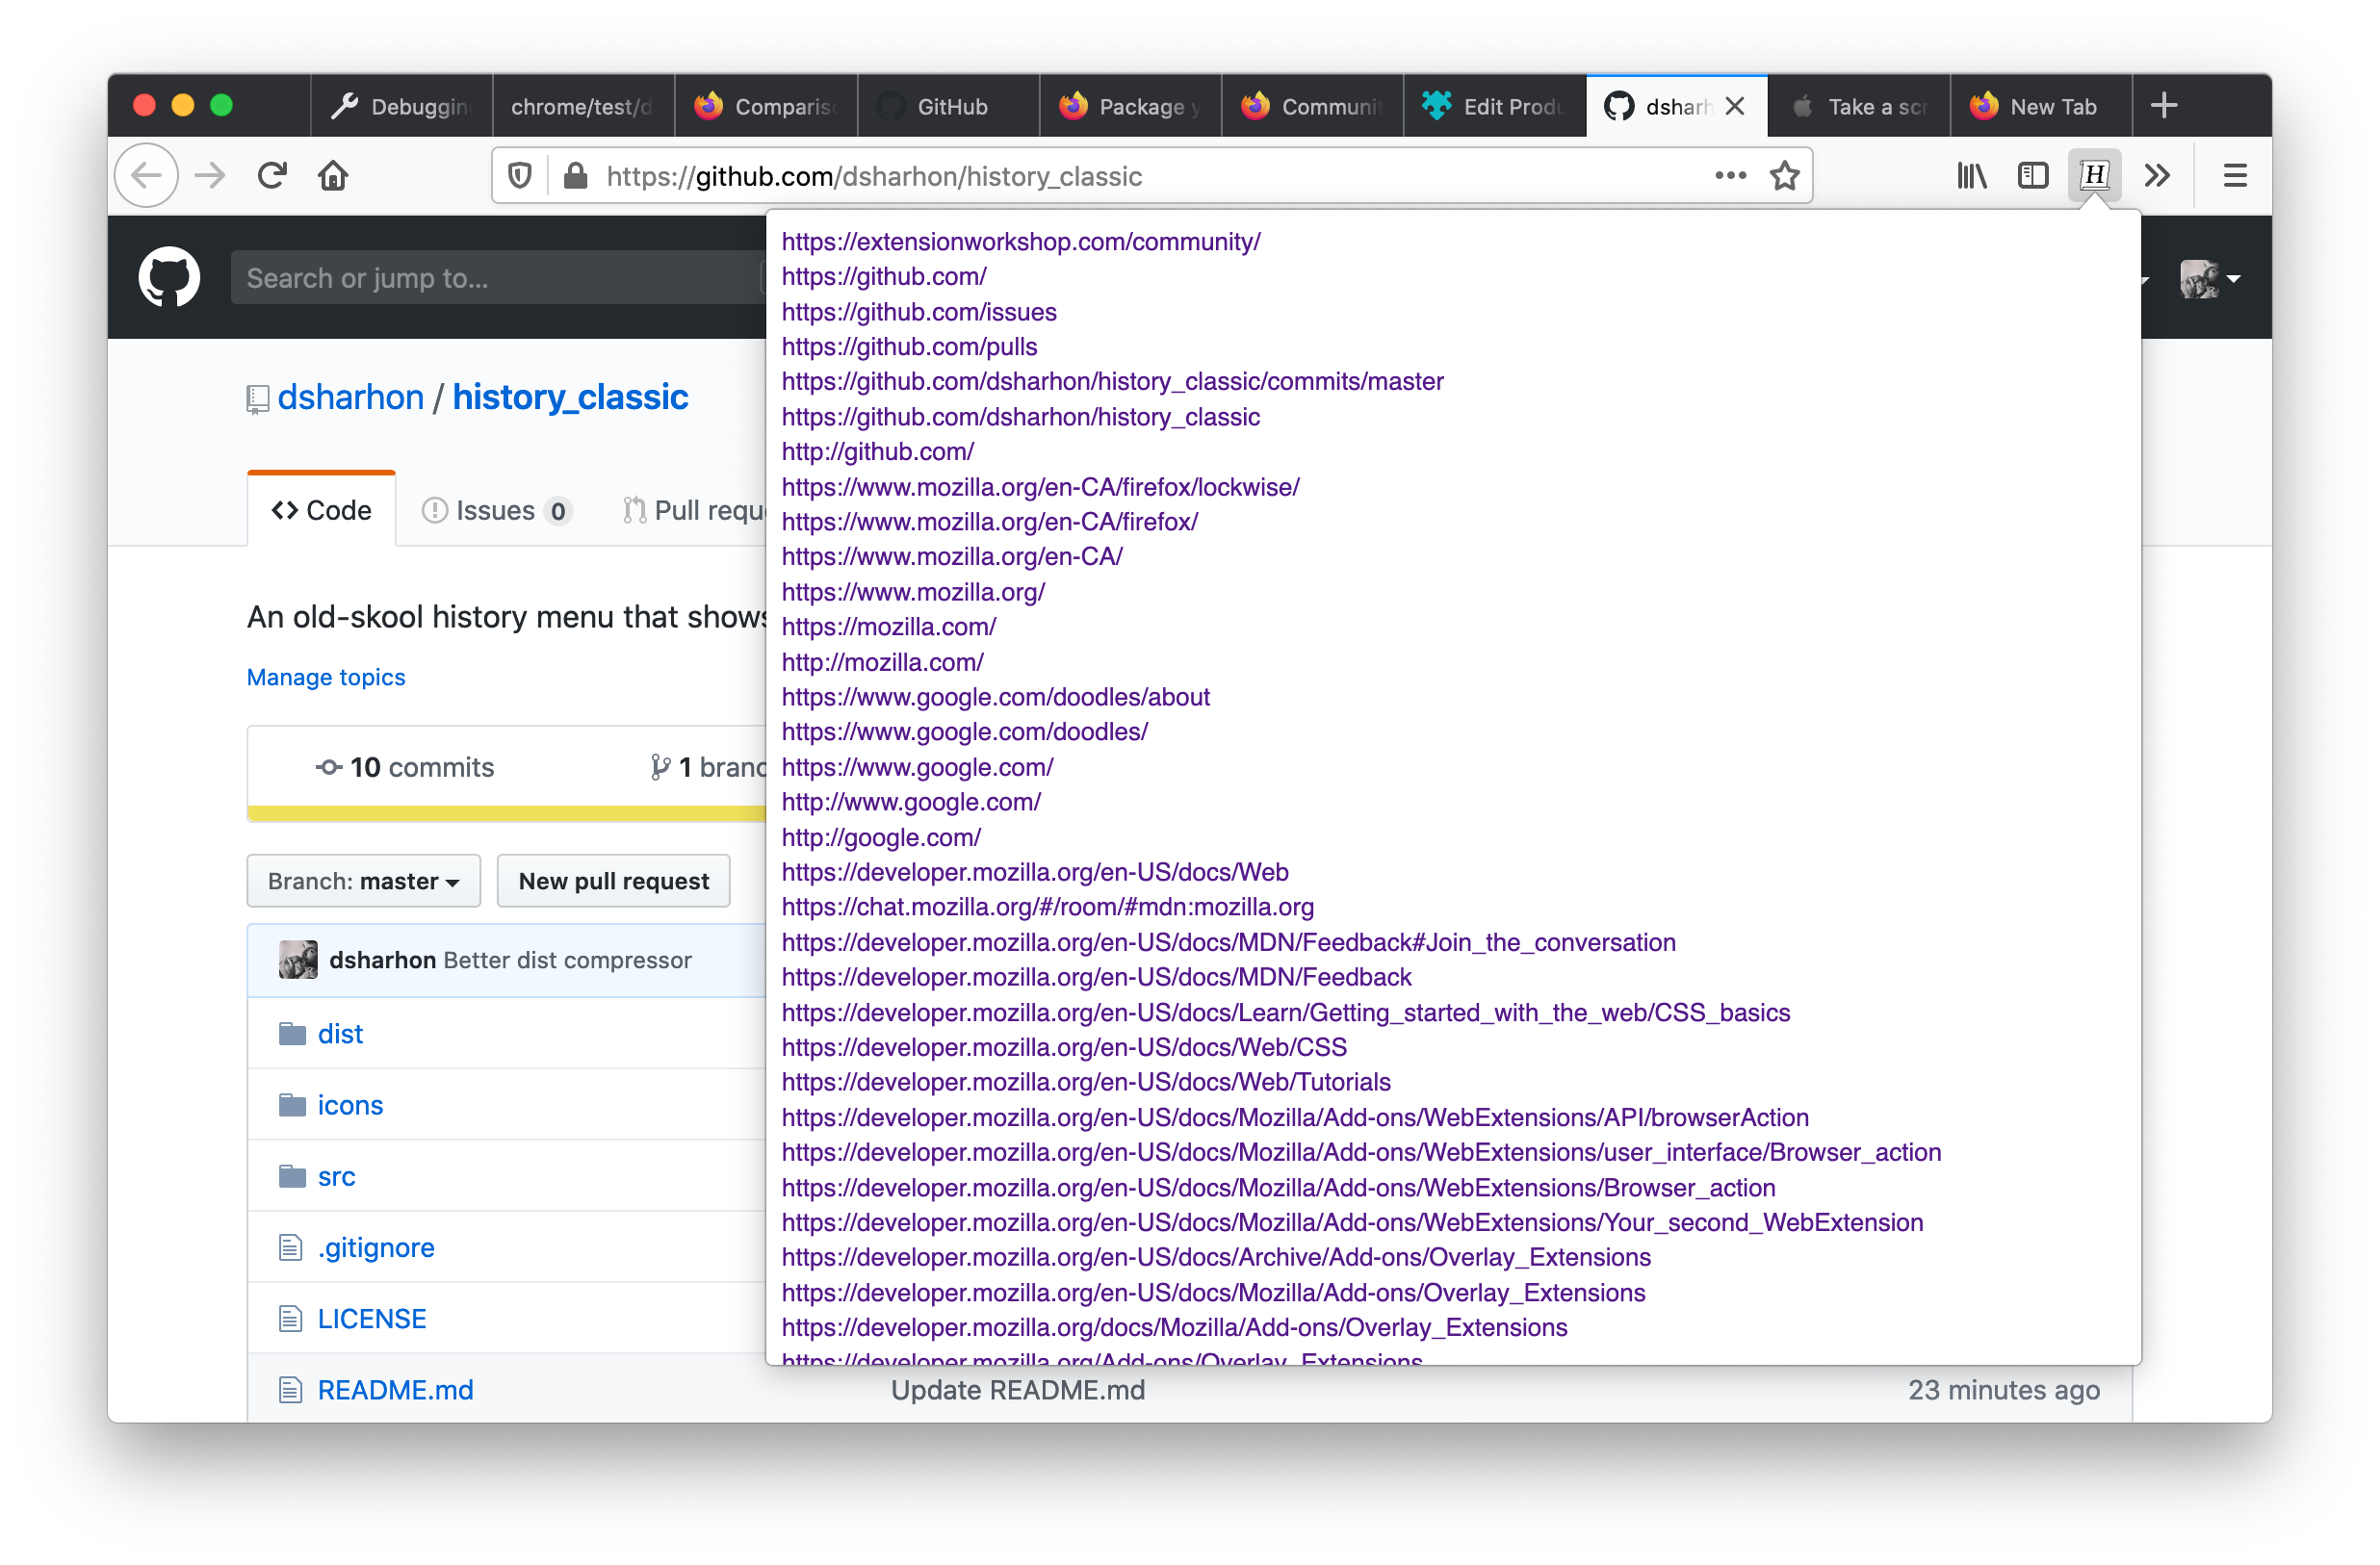 Debugging
chrome/test/d
Comparis
GitHub
Package y
Communit
Edit Produ
dsharh
Take a scr
New Tab
https://github.com/dsharhon/history_classic
H
Search or jump to...
https://extensionworkshop.com/community/
https://github.com/
https://github.com/issues
https://github.com/pulls
https://github.com/dsharhon/history_classic/commits/master
https://github.com/dsharhon/history_classic
http://github.com/
https://www.mozilla.org/en-CA/firefox/lockwise/
https://www.mozilla.org/en-CA/firefox/
https://www.mozilla.org/en-CA/
https://www.mozilla.org/
https://mozilla.com/
http://mozilla.com/
https://www.google.com/doodles/about
https://www.google.com/doodles/
https://www.google.com/
http://www.google.com/
http://google.com/
https://developer.mozilla.org/en-US/docs/Web
https://chat.mozilla.org/#/room/#mdn:mozilla.org
https://developer.mozilla.org/en-US/docs/MDN/Feedback#Join_the_conversation
https://developer.mozilla.org/en-US/docs/MDN/Feedback
https://developer.mozilla.org/en-US/docs/Learn/Getting_started_with_the_web/CSS_basics
https://developer.mozilla.org/en-US/docs/Web/CSS
https://developer.mozilla.org/en-US/docs/Web/Tutorials
https://developer.mozilla.org/en-US/docs/Mozilla/Add-ons/WebExtensions/API/browserAction
https://developer.mozilla.org/en-US/docs/Mozilla/Add-ons/WebExtensions/user_interface/Browser_action
https://developer.mozilla.org/en-US/docs/Mozilla/Add-ons/WebExtensions/Browser_action
https://developer.mozilla.org/en-US/docs/Mozilla/Add-ons/WebExtensions/Your_second_WebExtension
https://developer.mozilla.org/en-US/docs/Archive/Add-ons/Overlay_Extensions
https://developer.mozilla.org/en-US/docs/Mozilla/Add-ons/Overlay_Extensions
https://developer.mozilla.org/docs/Mozilla/Add-ons/Overlay_Extensions
https://developer.mozilla.org/Add-ons/Overlay_Extensions
dsharhon / history_classic
Code
Issues 0
Pull requ
An old-skool history menu that shows
Manage topics
10 commits
1 branc
Branch: master
New pull request
dsharhon Better dist compressor
dist
icons
src
.gitignore
LICENSE
README.md Update README.md 23 minutes ago